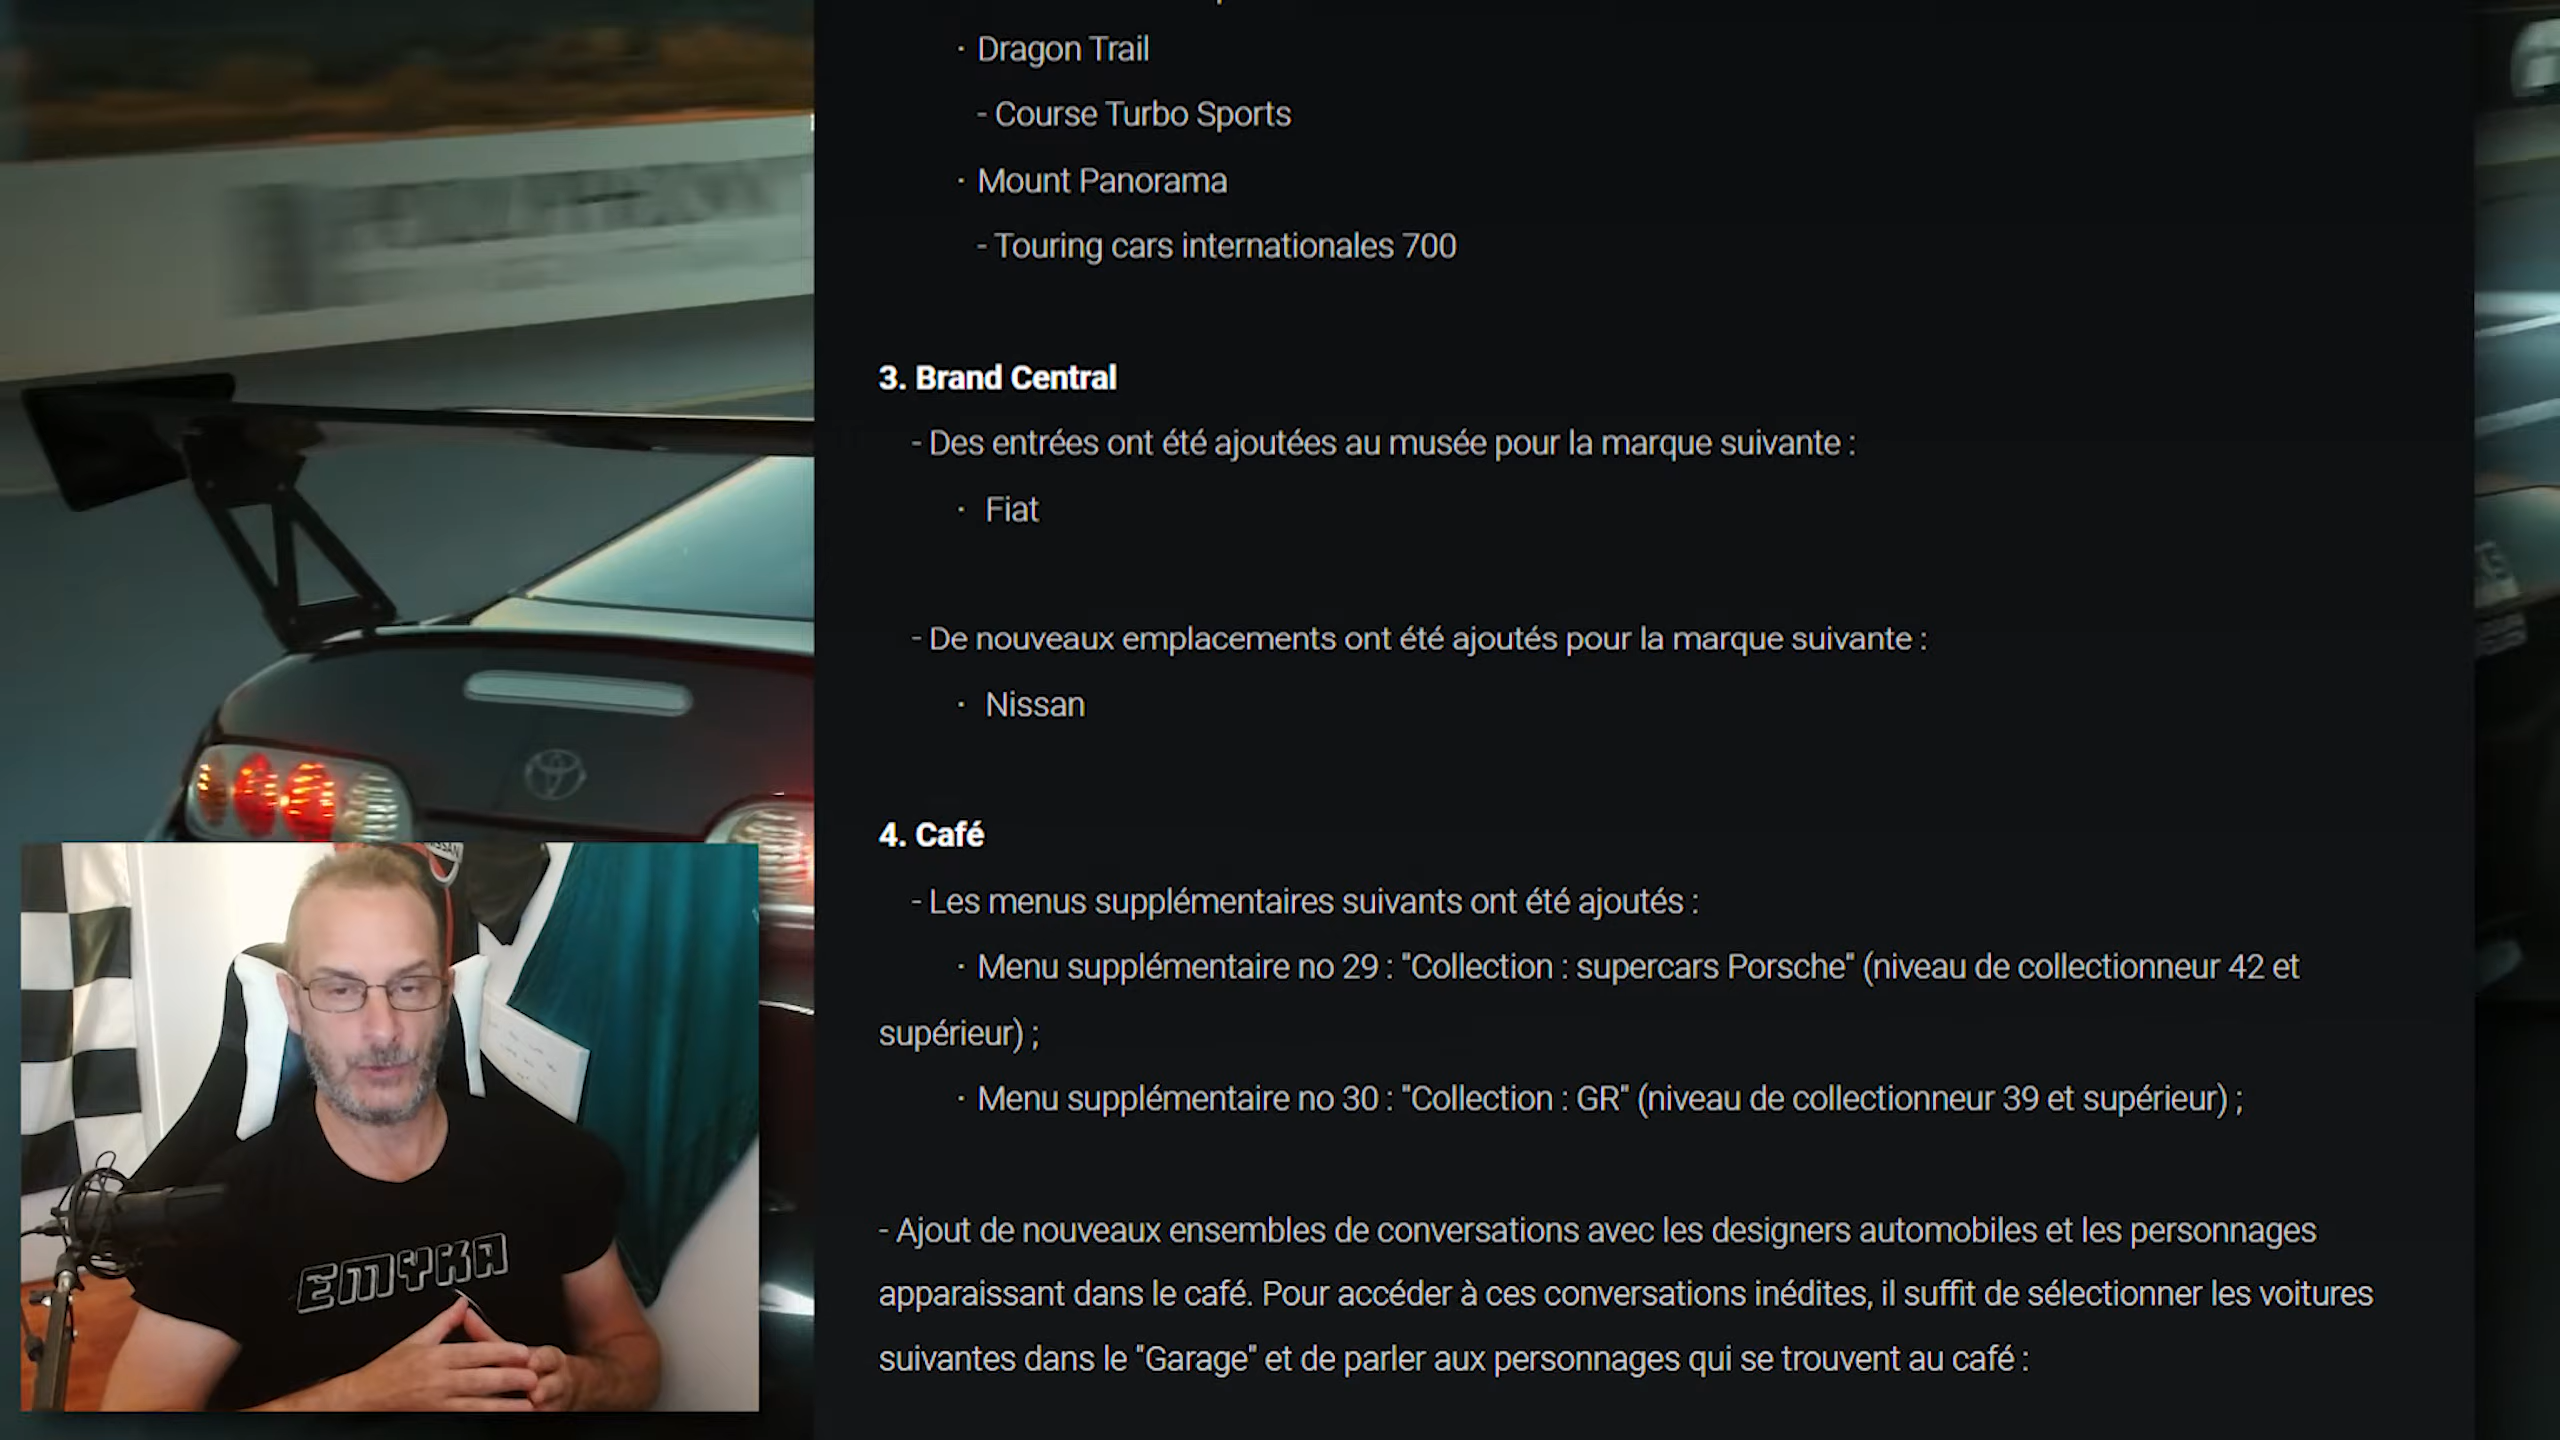 · Dragon Trail
- Course Turbo Sports
· Mount Panorama
- Touring cars internationales 700
3. Brand Central
- Des entrées ont été ajoutées au musée pour la marque suivante :
· Fiat
- De nouveaux emplacements ont été ajoutés pour la marque suivante :
· Nissan
4. Café
- Les menus supplémentaires suivants ont été ajoutés :
· Menu supplémentaire no 29 : "Collection : supercars Porsche" (niveau de collectionneur 42 et
supérieur) ;
· Menu supplémentaire no 30 : "Collection : GR" (niveau de collectionneur 39 et supérieur) ;
- Ajout de nouveaux ensembles de conversations avec les designers automobiles et les personnages
apparaissant dans le café. Pour accéder à ces conversations inédites, il suffit de sélectionner les voitures
suivantes dans le "Garage" et de parler aux personnages qui se trouvent au café :
NISSAN
EMYKA